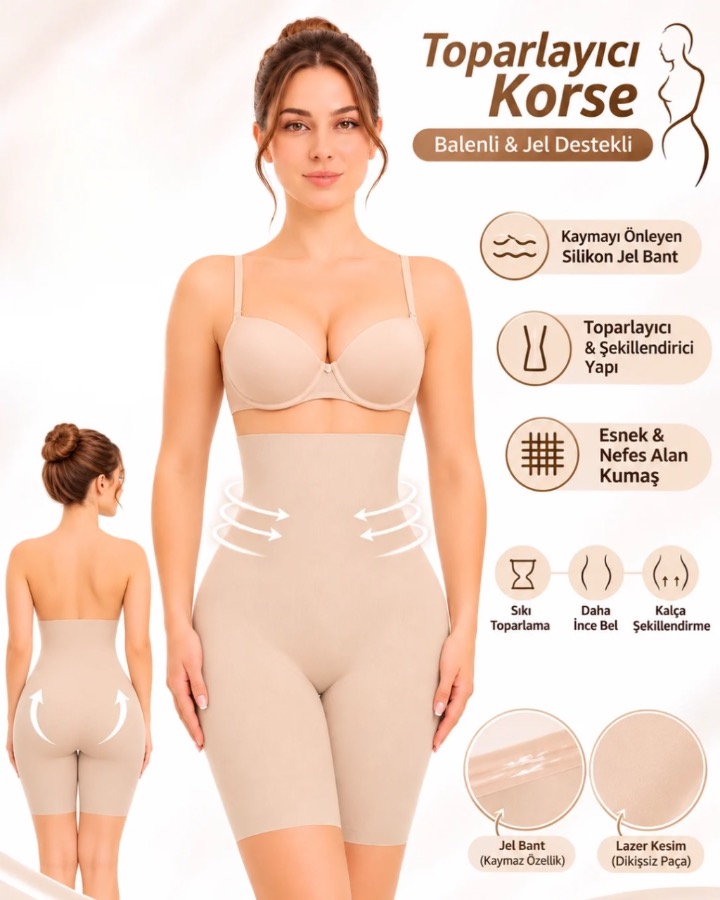 Toparlayıcı
Korse
Balenli & Jel Destekli
Kaymayı Önleyen
Silikon Jel Bant
Toparlayıcı
& Şekillendirici
Yapı
Esnek &
Nefes Alan
Kumaş
Sıkı
Toparlama
Daha
İnce Bel
Kalça
Şekillendirme
Jel Bant
(Kaymaz Özellik)
Lazer Kesim
(Dikişsiz Paça)